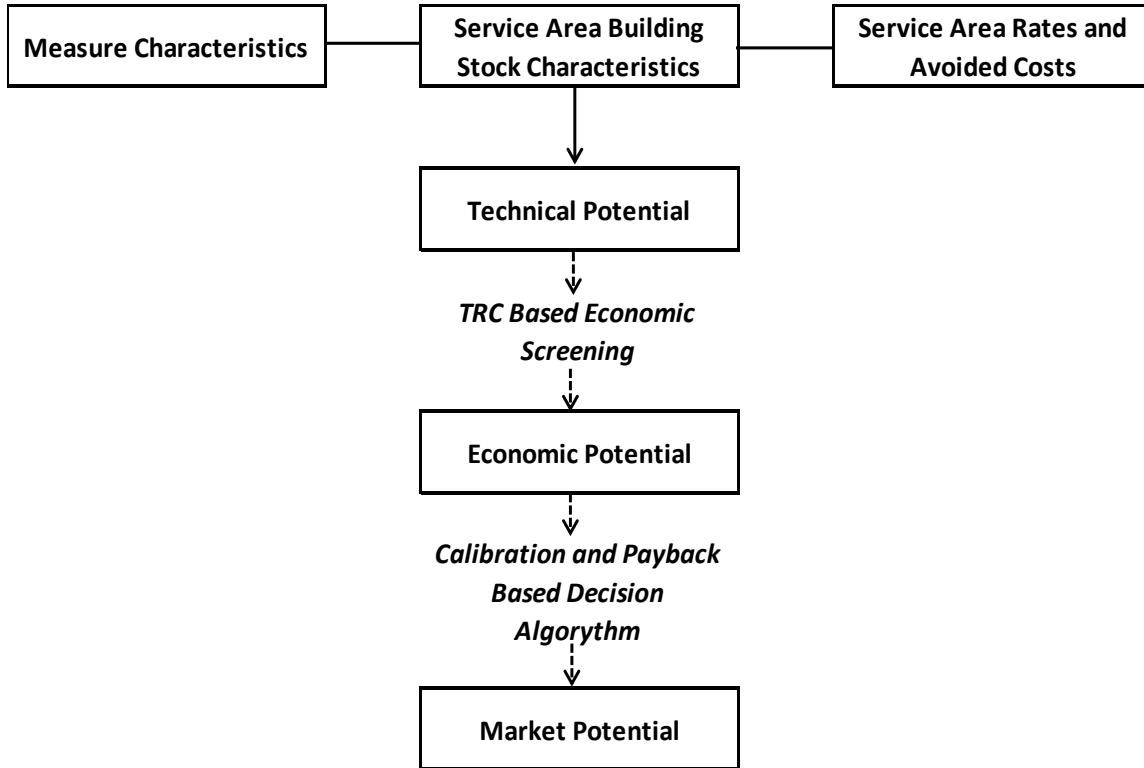 Measure Characteristics
Service Area Building
Stock Characteristics
Service Area Rates and
Avoided Costs
Technical Potential
TRC Based Economic
Screening
Economic Potential
Calibration and Payback
Based Decision
Algorythm
Market Potential